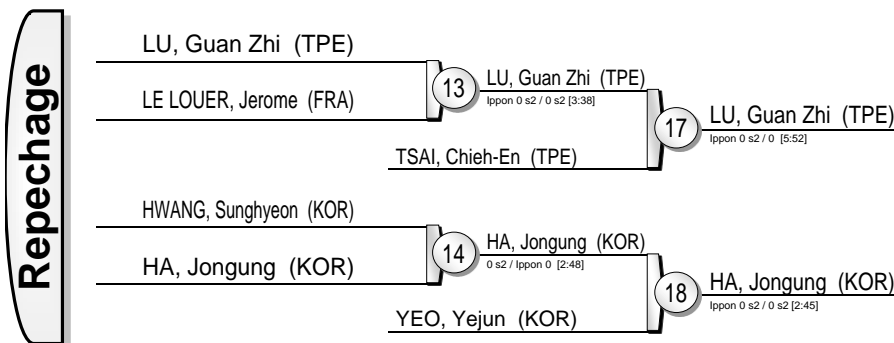 Repechage
LU, Guan Zhi (TPE)
LE LOUER, Jerome (FRA)
13
LU, Guan Zhi (TPE)
Ippon 0 s2 / 0 s2 [3:38]
TSAI, Chieh-En (TPE)
17
LU, Guan Zhi (TPE)
Ippon 0 s2 / 0 [5:52]
HWANG, Sunghyeon (KOR)
HA, Jongung (KOR)
14
HA, Jongung (KOR)
0 s2 / Ippon 0 [2:48]
YEO, Yejun (KOR)
18
HA, Jongung (KOR)
Ippon 0 s2 / 0 s2 [2:45]